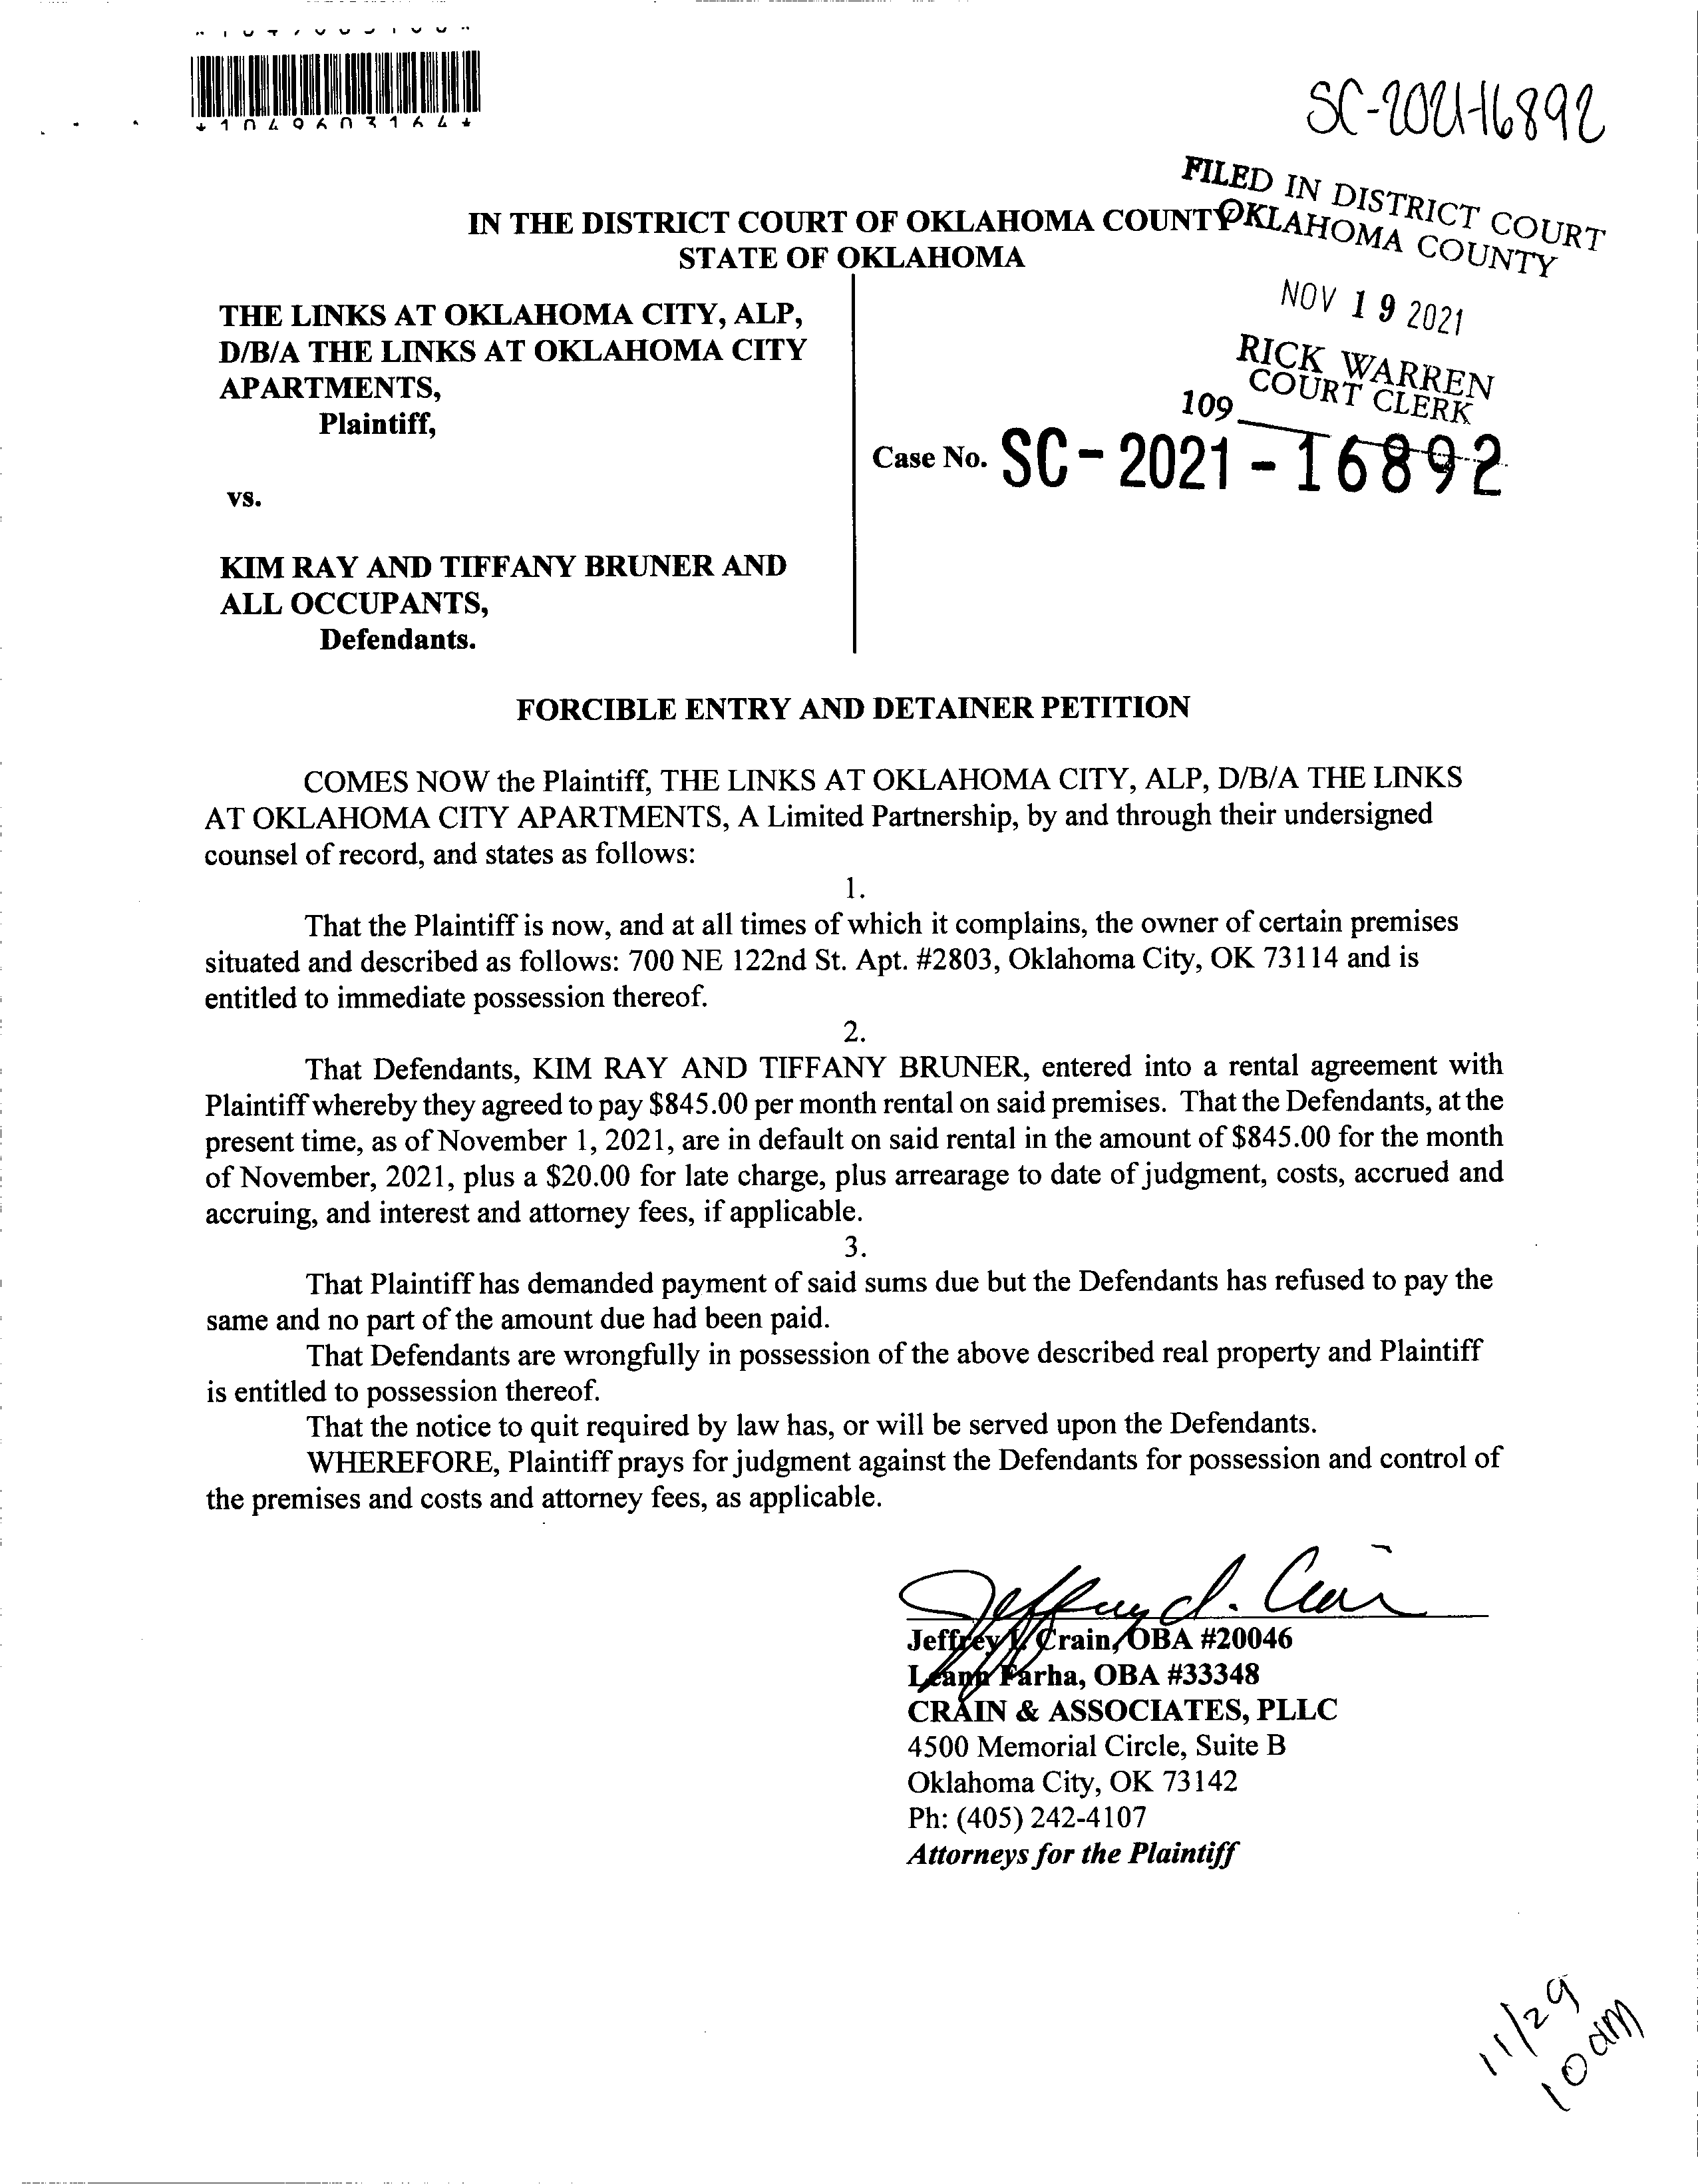 *1049603164*
SC-2021-16892
FILED IN DISTRICT COURT
OKLAHOMA COUNTY
IN THE DISTRICT COURT OF OKLAHOMA COUNTY
STATE OF OKLAHOMA
NOV 19 2021
RICK WARREN
COURT CLERK
109
THE LINKS AT OKLAHOMA CITY, ALP,
D/B/A THE LINKS AT OKLAHOMA CITY
APARTMENTS,
Plaintiff,
Case No. SC-2021-16892
vs.
KIM RAY AND TIFFANY BRUNER AND
ALL OCCUPANTS,
Defendants.
FORCIBLE ENTRY AND DETAINER PETITION
COMES NOW the Plaintiff, THE LINKS AT OKLAHOMA CITY, ALP, D/B/A THE LINKS
AT OKLAHOMA CITY APARTMENTS, A Limited Partnership, by and through their undersigned
counsel of record, and states as follows:
1.
That the Plaintiff is now, and at all times of which it complains, the owner of certain premises
situated and described as follows: 700 NE 122nd St. Apt. #2803, Oklahoma City, OK 73114 and is
entitled to immediate possession thereof.
2.
That Defendants, KIM RAY AND TIFFANY BRUNER, entered into a rental agreement with
Plaintiff whereby they agreed to pay $845.00 per month rental on said premises. That the Defendants, at the
present time, as of November 1, 2021, are in default on said rental in the amount of $845.00 for the month
of November, 2021, plus a $20.00 for late charge, plus arrearage to date of judgment, costs, accrued and
accruing, and interest and attorney fees, if applicable.
3.
That Plaintiff has demanded payment of said sums due but the Defendants has refused to pay the
same and no part of the amount due had been paid.
That Defendants are wrongfully in possession of the above described real property and Plaintiff
is entitled to possession thereof.
That the notice to quit required by law has, or will be served upon the Defendants.
WHEREFORE, Plaintiff prays for judgment against the Defendants for possession and control of
the premises and costs and attorney fees, as applicable.
Jeffrey I. Crain
Jeffrey I. Crain, OBA #20046
Leann Farha, OBA #33348
CRAIN & ASSOCIATES, PLLC
4500 Memorial Circle, Suite B
Oklahoma City, OK 73142
Ph: (405) 242-4107
Attorneys for the Plaintiff
11/29
10 am